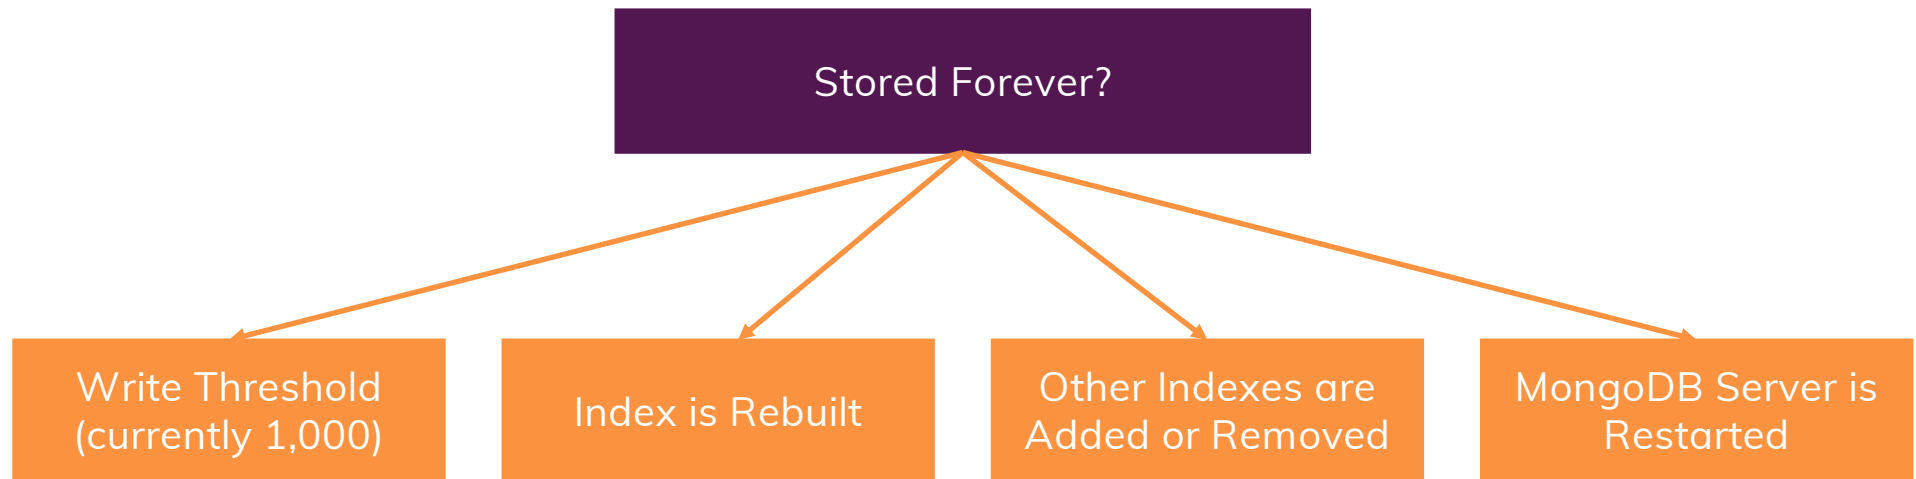 Stored Forever?
Write Threshold
(currently 1,000)
Index is Rebuilt
Other Indexes are
Added or Removed
MongoDB Server is
Restarted